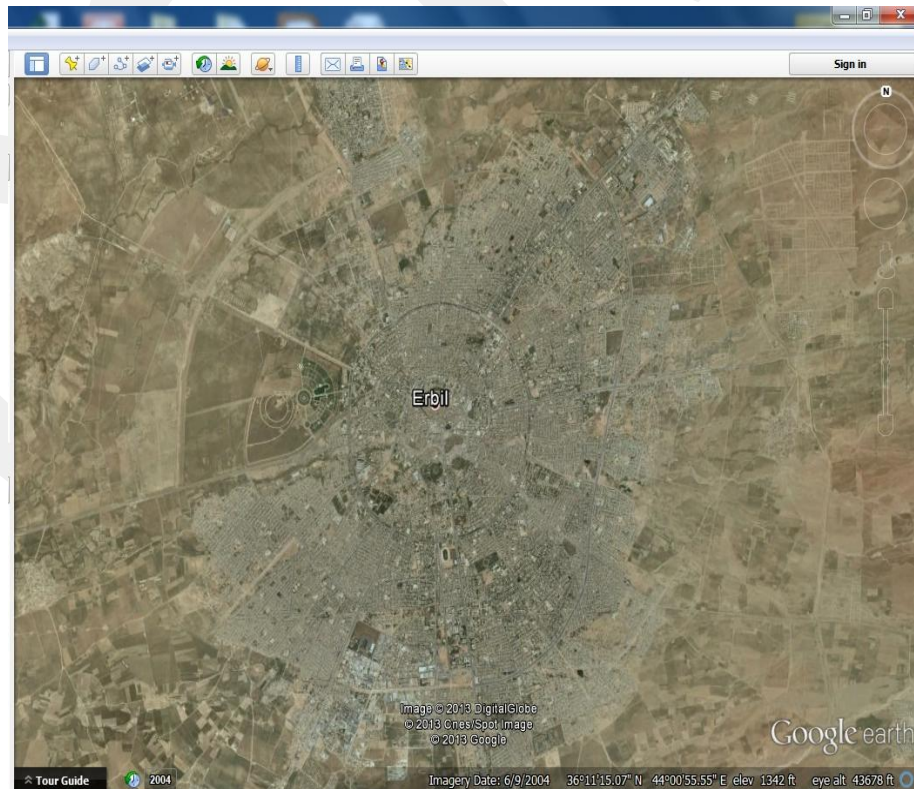 Sign in
N
Erbil
Image © 2013 DigitalGlobe
© 2013 Cnes/Spot Image
© 2013 Google
Google earth
Tour Guide
2004
Imagery Date: 6/9/2004 36°11'15.07" N 44°00'55.55" E elev 1342 ft eye alt 43678 ft